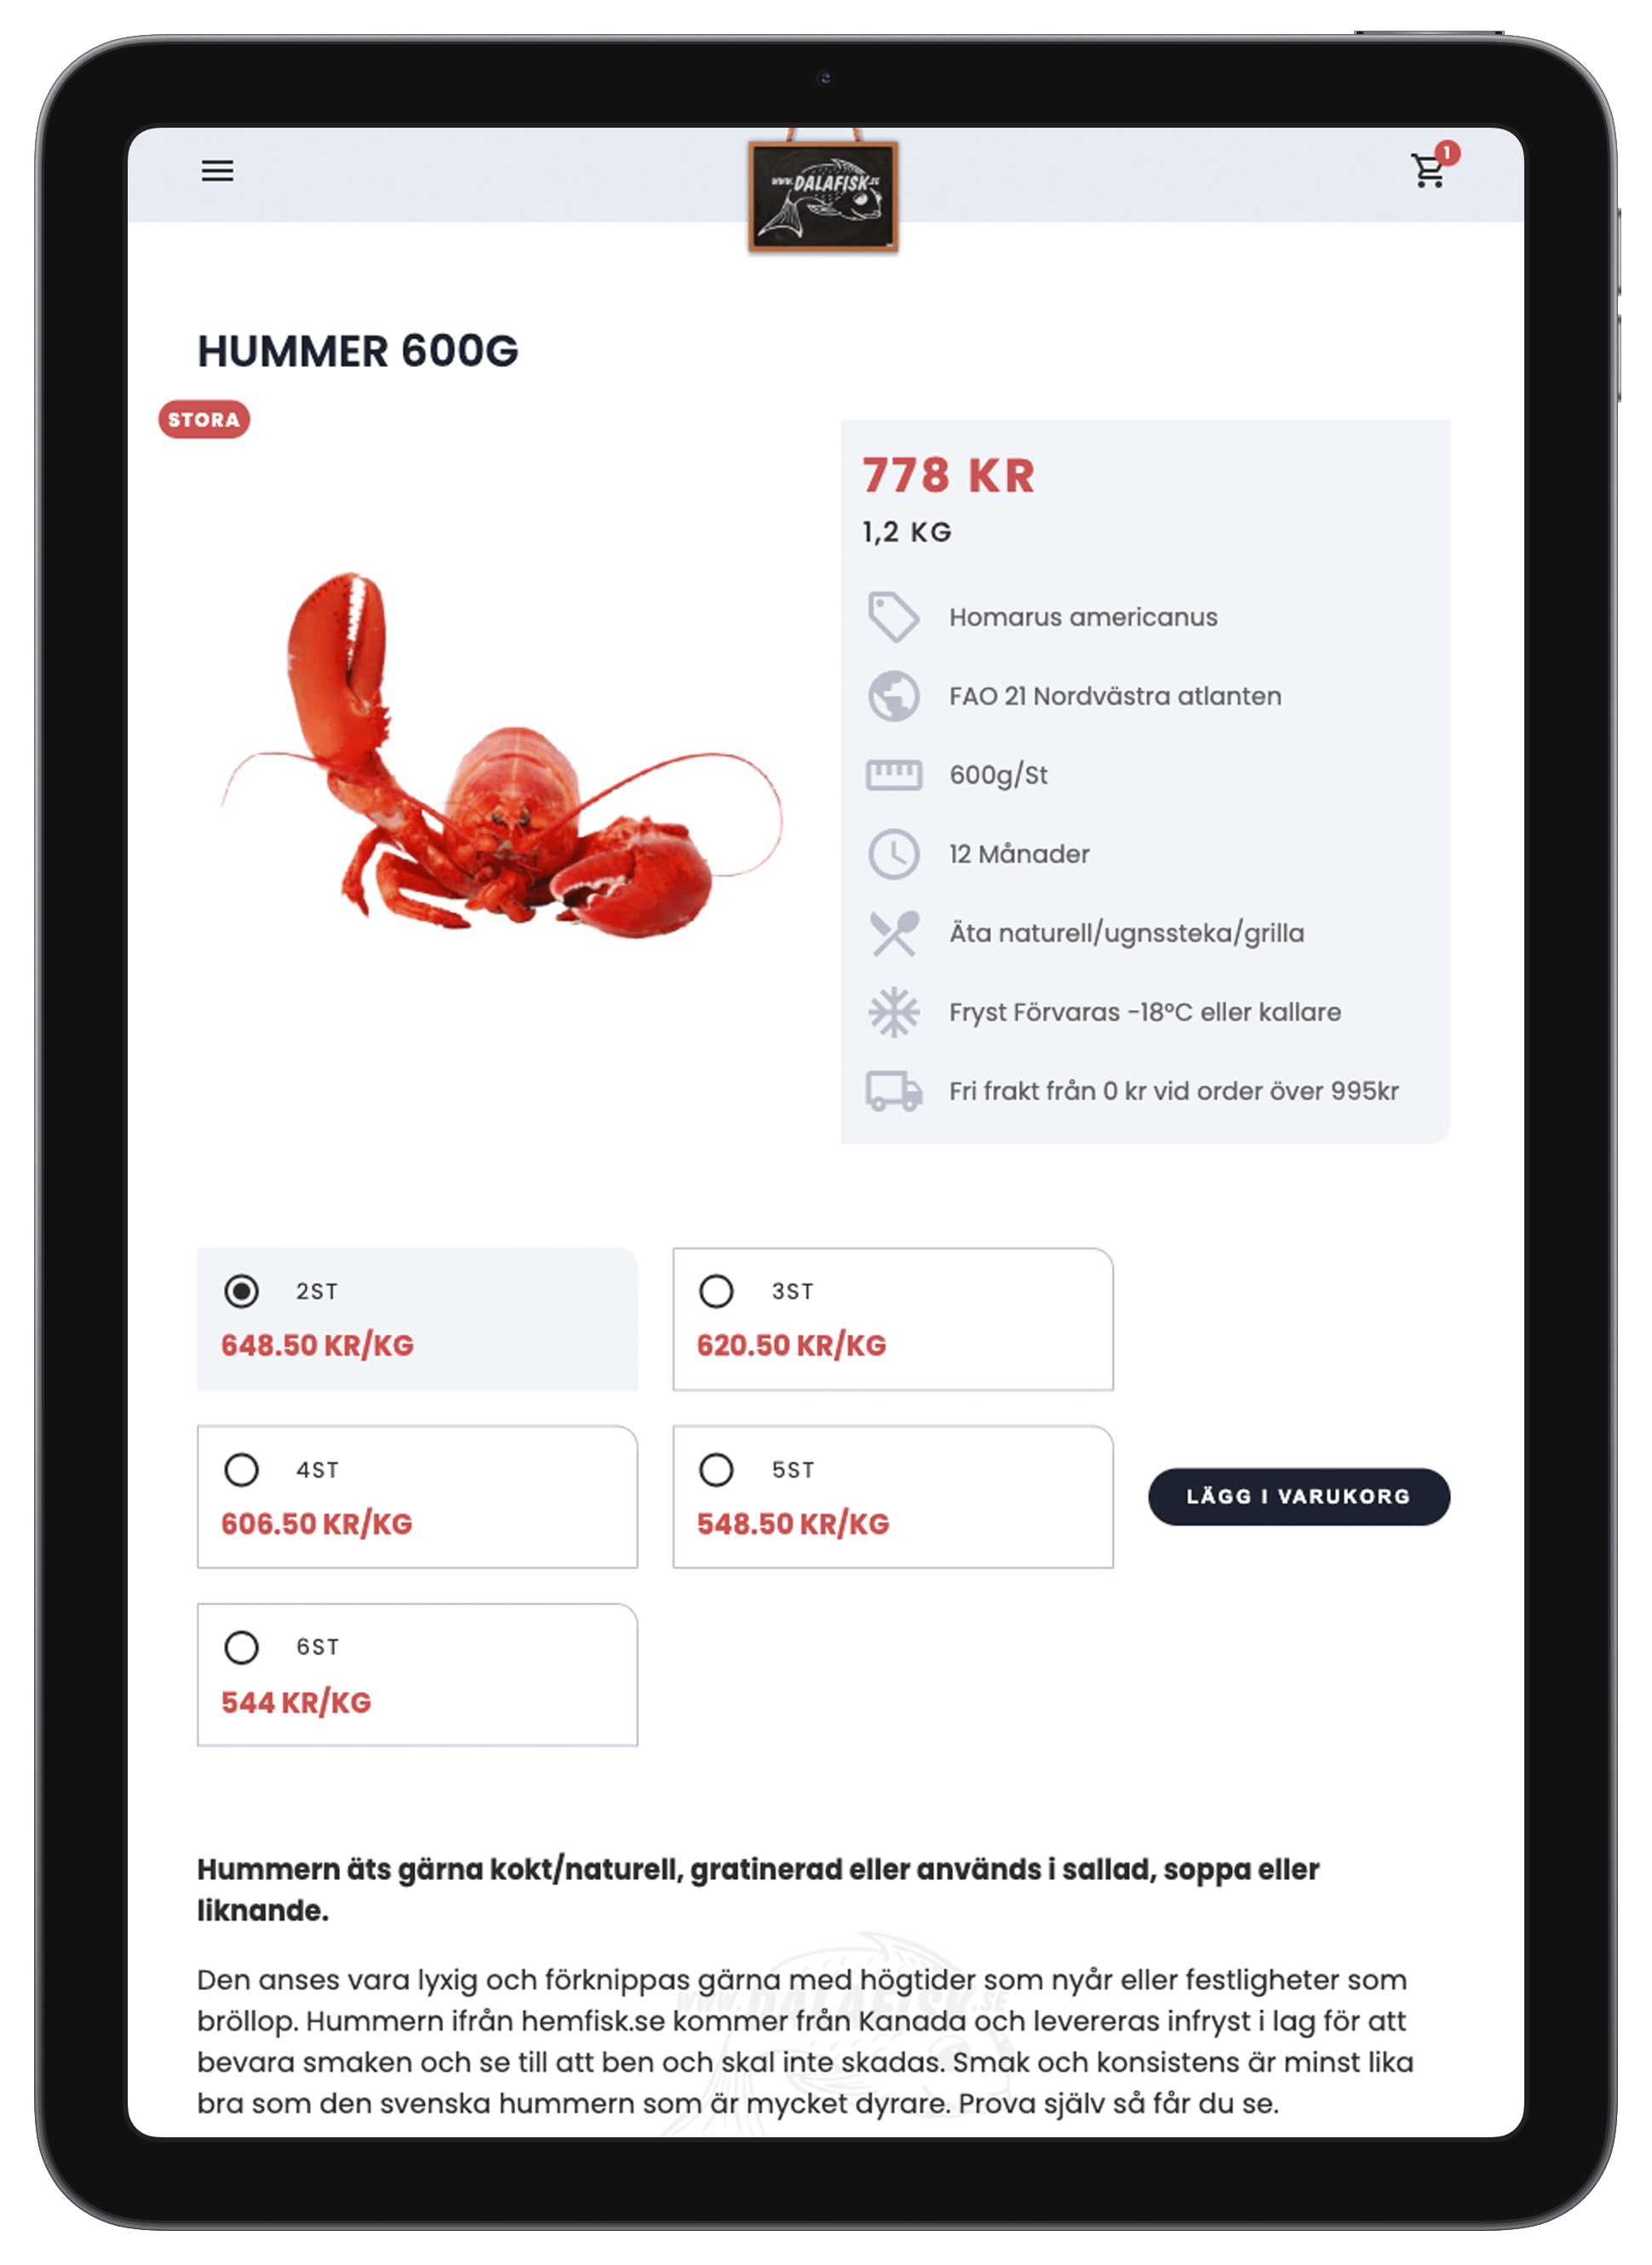 WWW.DALAFISK.SE
1
HUMMER 600G
STORA
778 KR
1,2 KG
Homarus americanus
FAO 21 Nordvästra atlanten
600g/St
12 Månader
Äta naturell/ugnssteka/grilla
Fryst Förvaras -18°C eller kallare
Fri frakt från 0 kr vid order över 995kr
2ST
648.50 KR/KG
3ST
620.50 KR/KG
4ST
606.50 KR/KG
5ST
548.50 KR/KG
LÄGG I VARUKORG
6ST
544 KR/KG
Hummern äts gärna kokt/naturell, gratinerad eller används i sallad, soppa eller
liknande.
Den anses vara lyxig och förknippas gärna med högtider som nyår eller festligheter som
WWW.DALAFISK.SE
bröllop. Hummern ifrån hemfisk.se kommer från Kanada och levereras infryst i lag för att
bevara smaken och se till att ben och skal inte skadas. Smak och konsistens är minst lika
bra som den svenska hummern som är mycket dyrare. Prova själv så får du se.